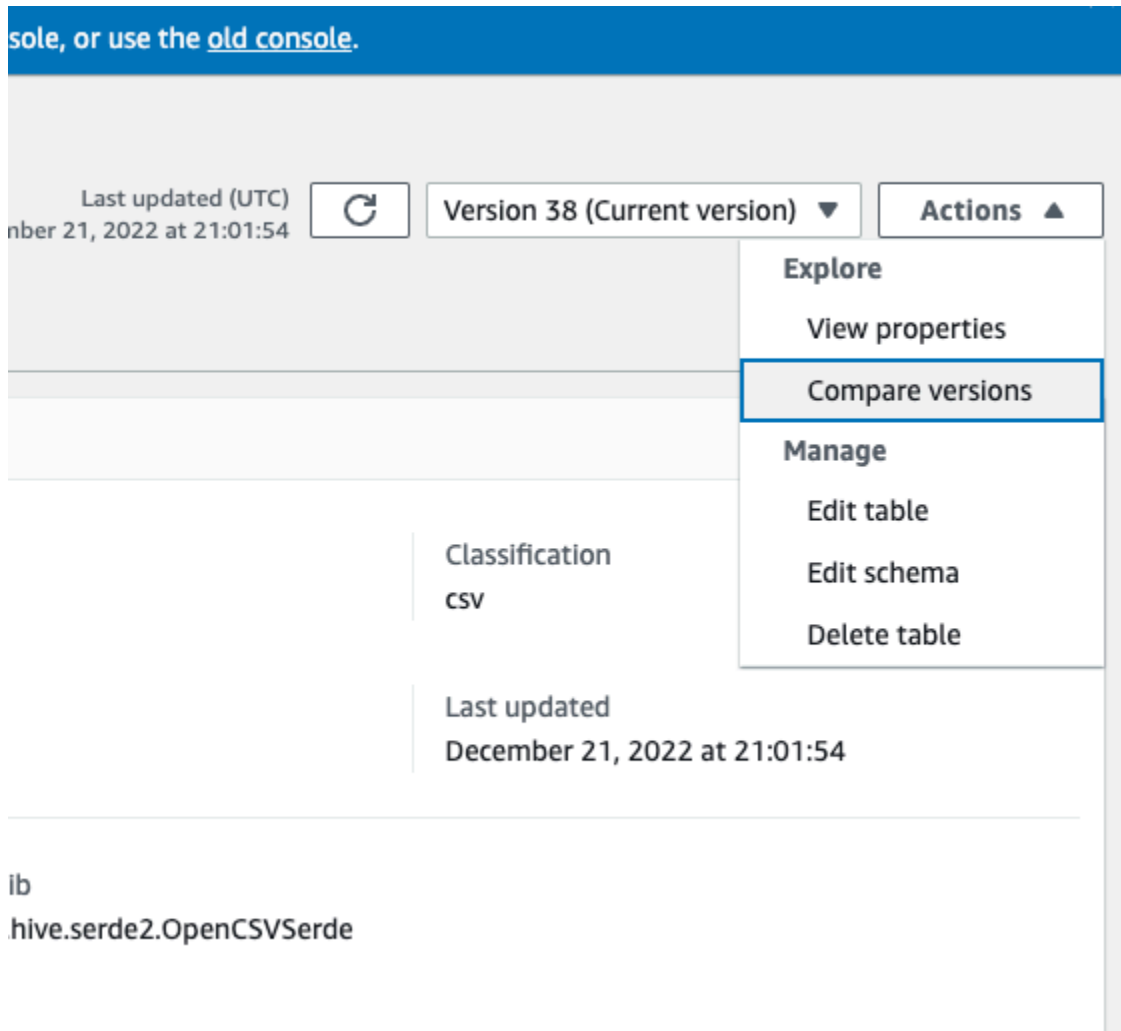 sole, or use the old console.
Last updated (UTC)
mber 21, 2022 at 21:01:54
Version 38 (Current version)
Actions
Explore
View properties
Compare versions
Manage
Edit table
Edit schema
Delete table
Classification
csv
Last updated
December 21, 2022 at 21:01:54
ib
.hive.serde2.OpenCSVSerde